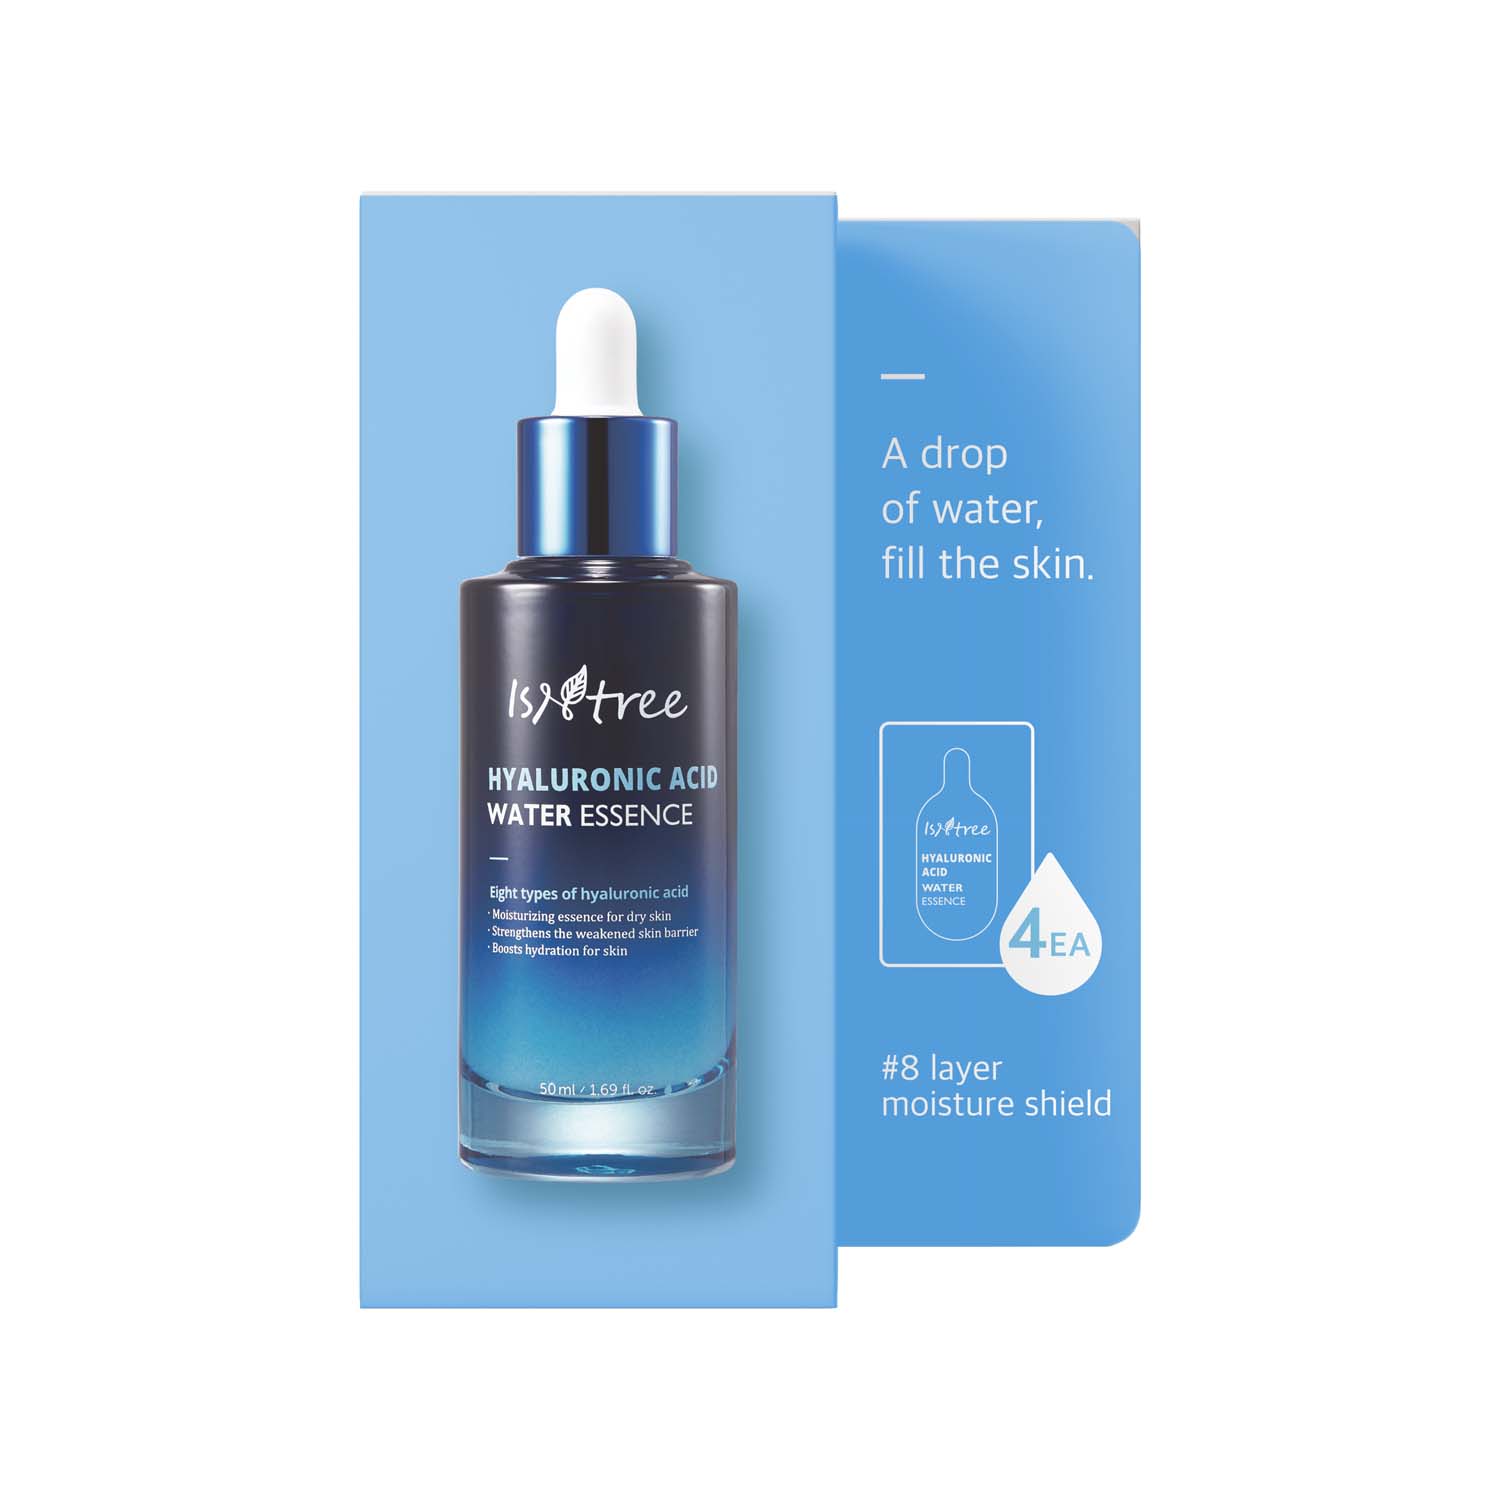 Isntree
HYALURONIC ACID
WATER ESSENCE
Eight types of hyaluronic acid
· Moisturizing essence for dry skin
· Strengthens the weakened skin barrier
· Boosts hydration for skin
50 ml / 1.69 fl. oz.
A drop
of water,
fill the skin.
Isntree
HYALURONIC
ACID
WATER
ESSENCE
4EA
#8 layer
moisture shield